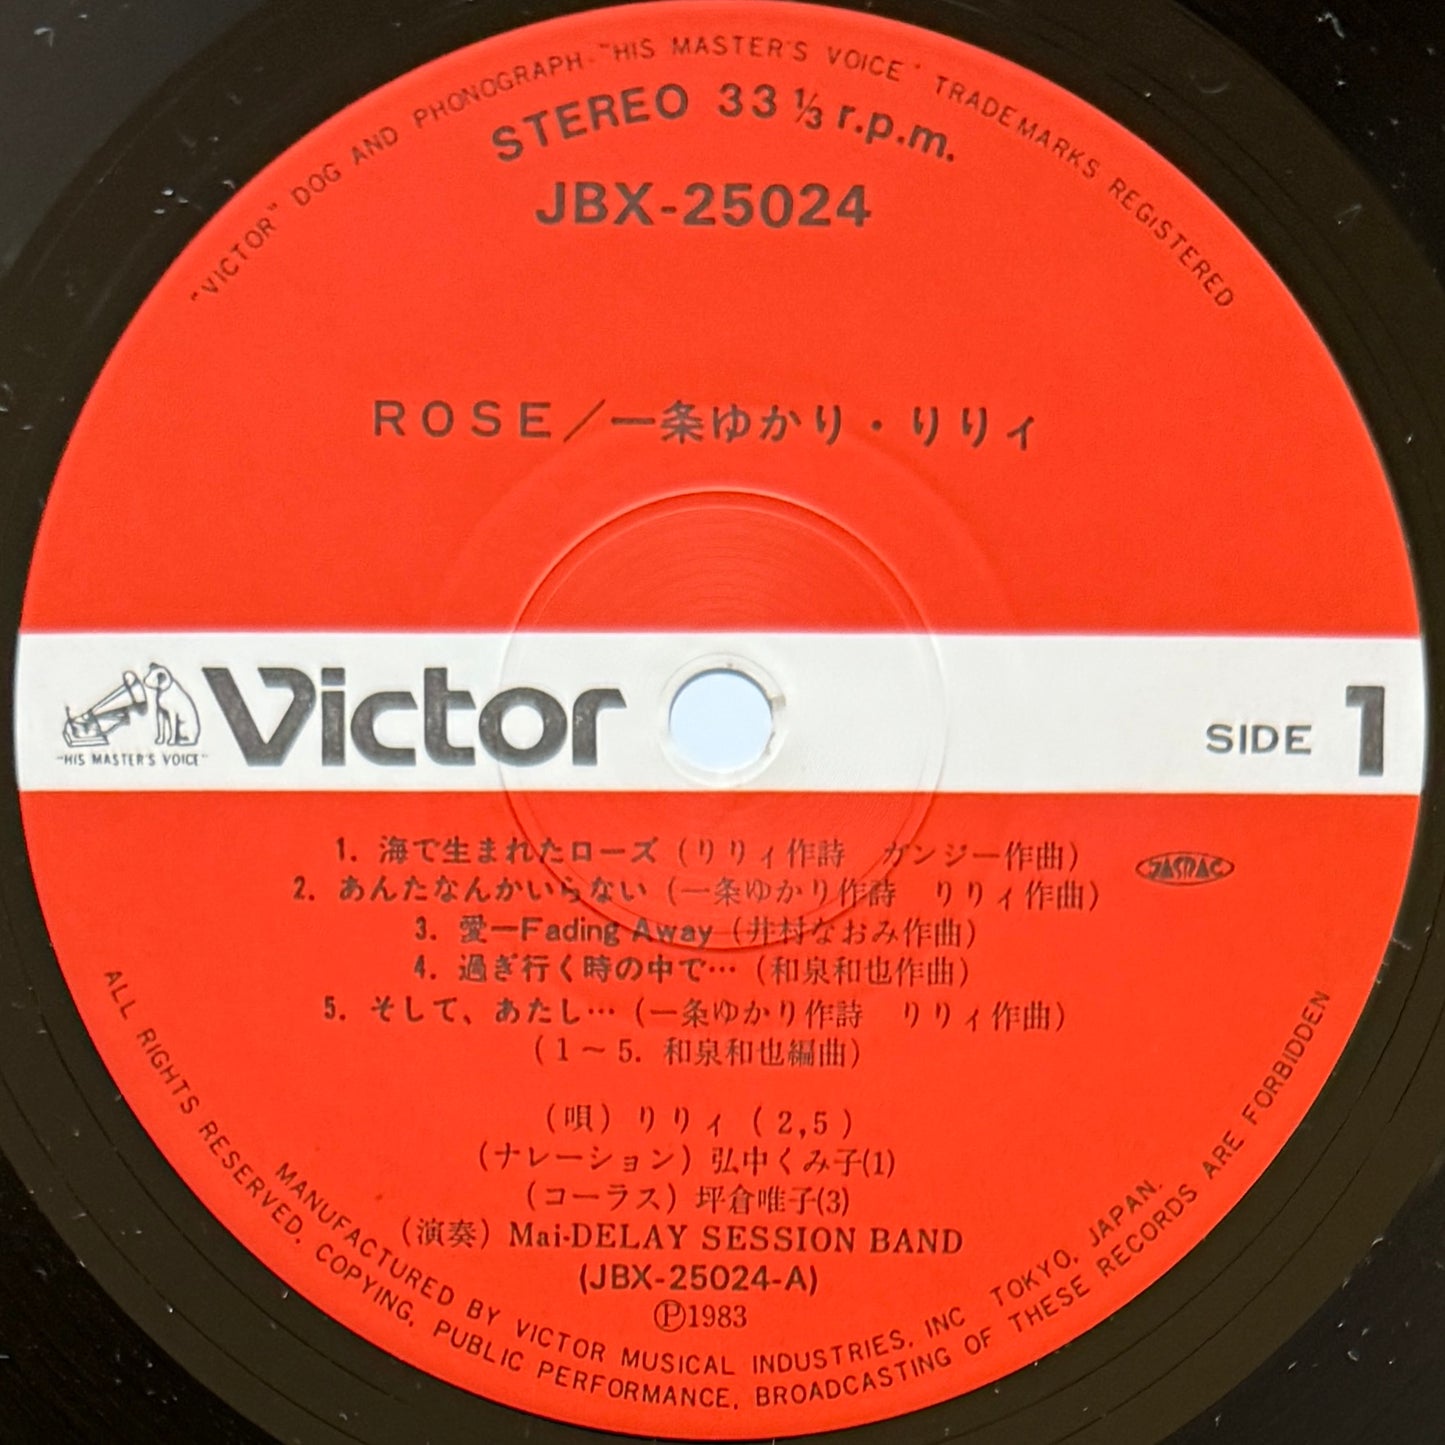 "VICTOR" DOG AND PHONOGRAPH-"HIS MASTER'S VOICE" TRADEMARKS REGISTERED
STEREO 33 1/3 r.p.m.
JBX-25024
ROSE／一条ゆかり・りりィ
"HIS MASTER'S VOICE"
Victor
SIDE 1
1. 海で生まれたローズ（りりィ作詩　ガンジー作曲）
JASRAC
2. あんたなんかいらない（一条ゆかり作詩　りりィ作曲）
3. 愛—Fading Away（井村なおみ作曲）
4. 過ぎ行く時の中で…（和泉和也作曲）
5. そして、あたし…（一条ゆかり作詩　りりィ作曲）
（1～5. 和泉和也編曲）
（唄）りりィ（2,5）
（ナレーション）弘中くみ子(1)
（コーラス）坪倉唯子(3)
（演奏）Mai-DELAY SESSION BAND
(JBX-25024-A)
Ⓟ1983
MANUFACTURED BY VICTOR MUSICAL INDUSTRIES, INC TOKYO, JAPAN.
ALL RIGHTS RESERVED. COPYING, PUBLIC PERFORMANCE, BROADCASTING OF THESE RECORDS ARE FORBIDDEN